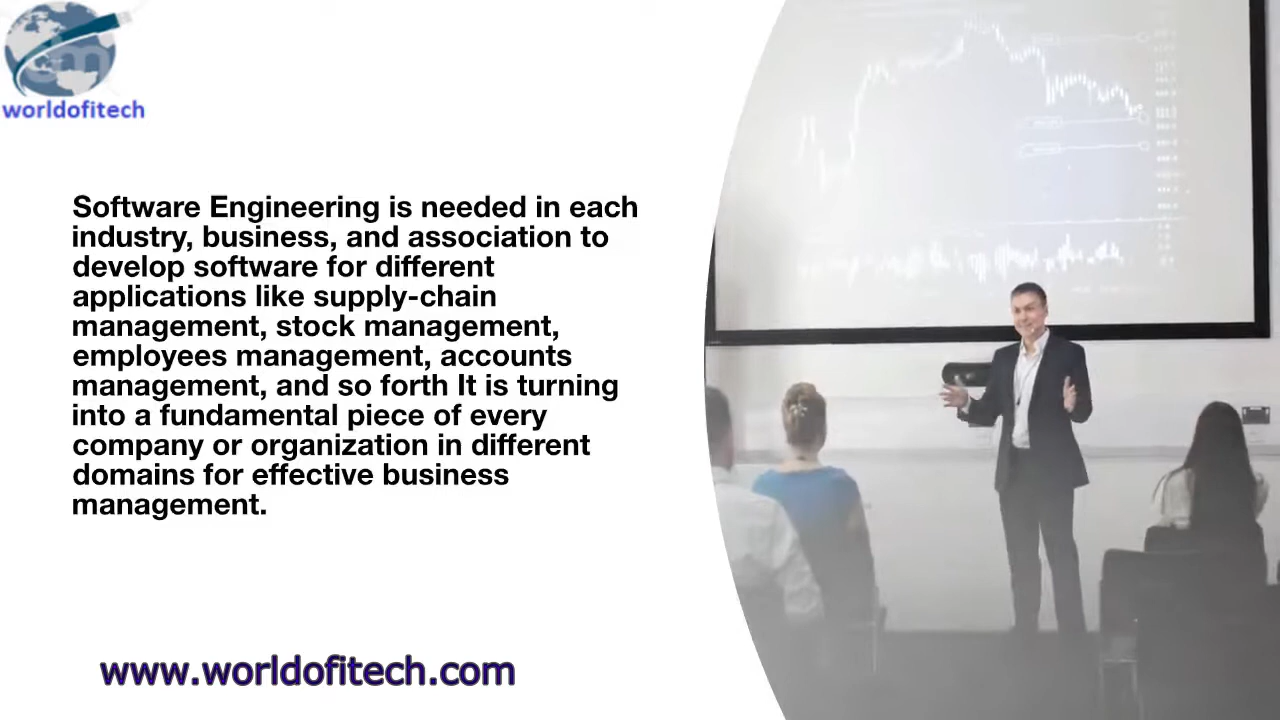 worldofitech
Software Engineering is needed in each
industry, business, and association to
develop software for different
applications like supply-chain
management, stock management,
employees management, accounts
management, and so forth It is turning
into a fundamental piece of every
company or organization in different
domains for effective business
management.
www.worldofitech.com